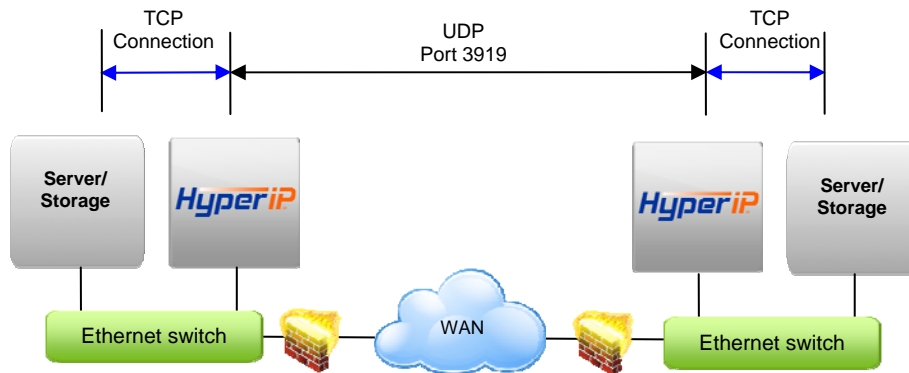 TCP
Connection
UDP
Port 3919
TCP
Connection
Server/
Storage
HyperIP
HyperIP
Server/
Storage
Ethernet switch
WAN
Ethernet switch